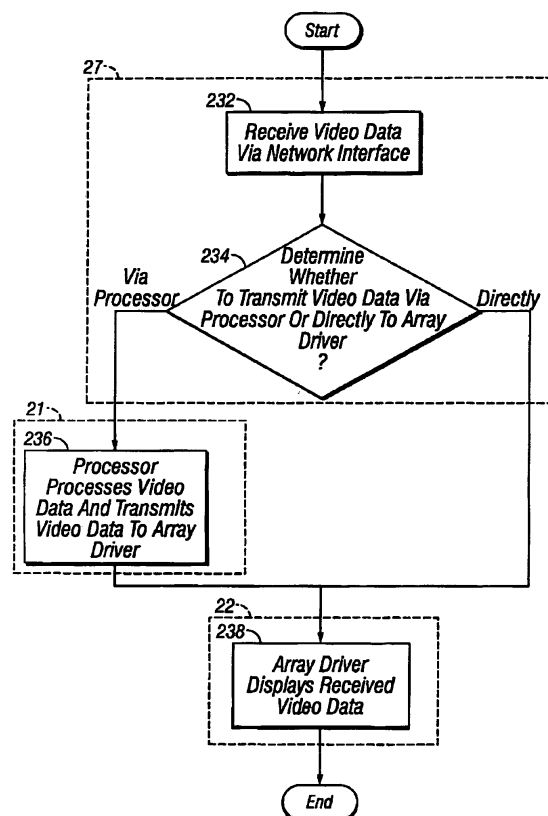 Start
27
232
Receive Video Data
Via Network Interface
234
Determine
Whether
To Transmit Video Data Via
Processor Or Directly To Array
Driver
?
Via
Processor
Directly
21
236
Processor
Processes Video
Data And Transmits
Video Data To Array
Driver
22
238
Array Driver
Displays Received
Video Data
End